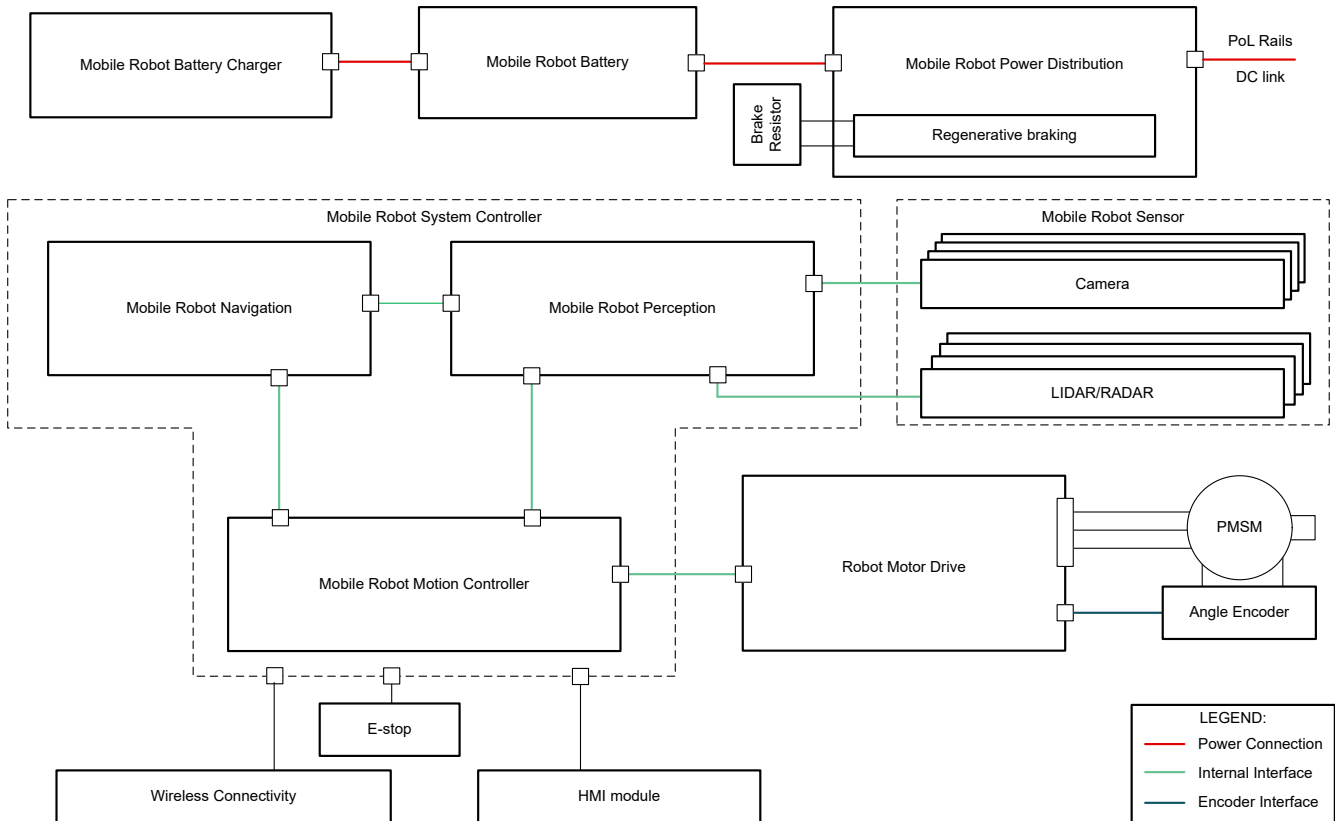 Mobile Robot Battery Charger
Mobile Robot Battery
Mobile Robot Power Distribution
PoL Rails
DC link
Brake
Resistor
Regenerative braking
Mobile Robot System Controller
Mobile Robot Sensor
Mobile Robot Navigation
Mobile Robot Perception
Camera
LIDAR/RADAR
Mobile Robot Motion Controller
Robot Motor Drive
PMSM
Angle Encoder
E-stop
Wireless Connectivity
HMI module
LEGEND:
Power Connection
Internal Interface
Encoder Interface